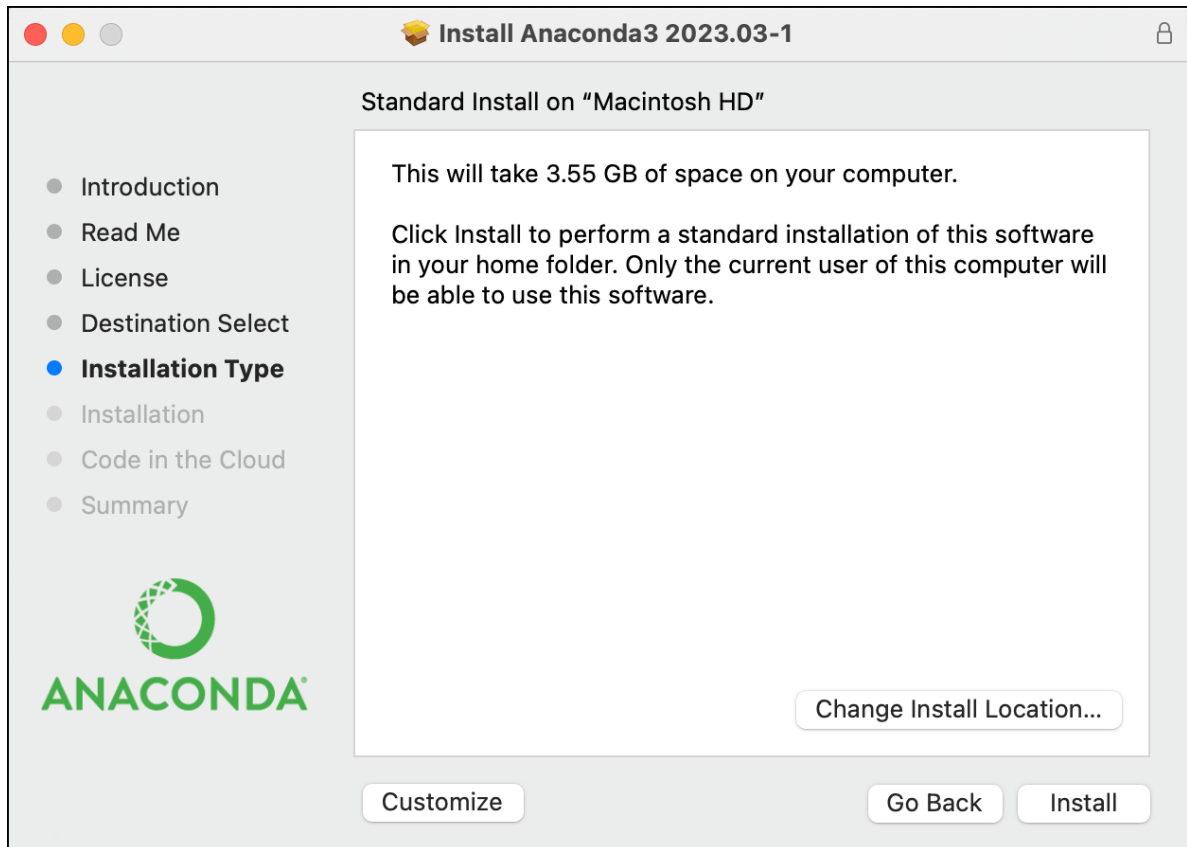 Install Anaconda3 2023.03-1
Standard Install on “Macintosh HD”
Introduction
Read Me
License
Destination Select
Installation Type
Installation
Code in the Cloud
Summary
ANACONDA®
This will take 3.55 GB of space on your computer.
Click Install to perform a standard installation of this software
in your home folder. Only the current user of this computer will
be able to use this software.
Change Install Location...
Customize
Go Back
Install